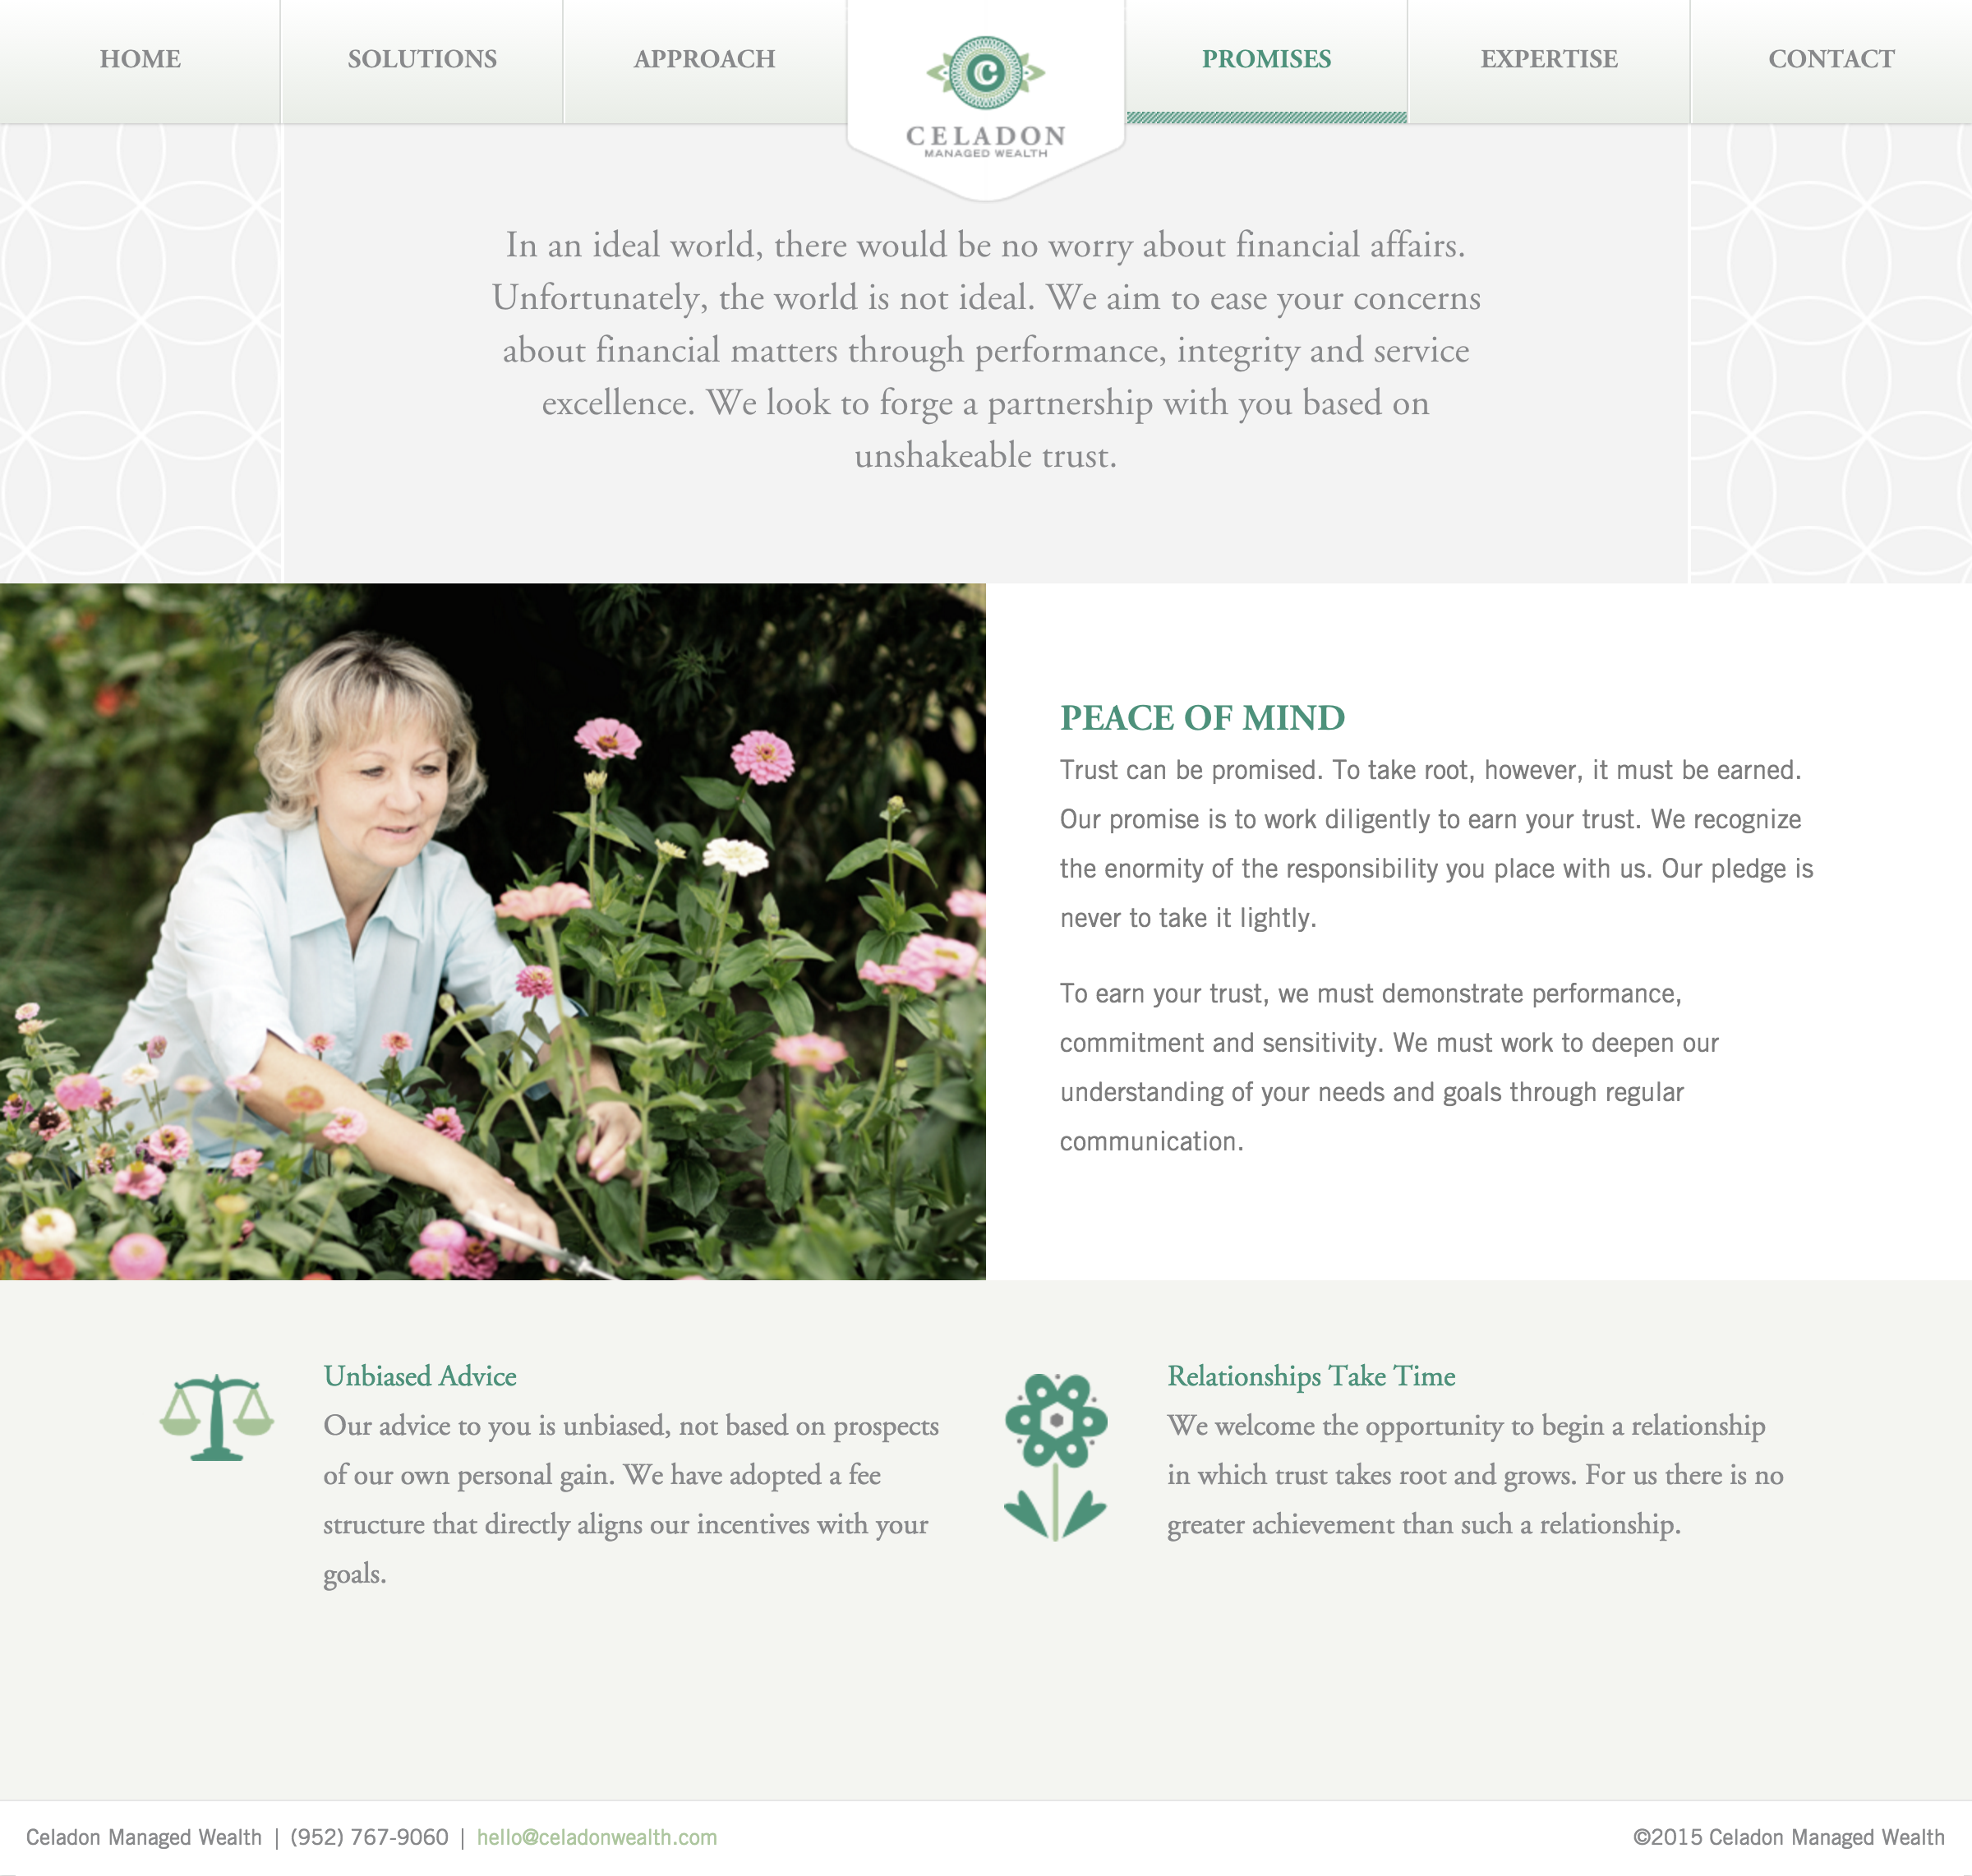 HOME
SOLUTIONS
APPROACH
C
CELADON
MANAGED WEALTH
PROMISES
EXPERTISE
CONTACT
In an ideal world, there would be no worry about financial affairs.
Unfortunately, the world is not ideal. We aim to ease your concerns
about financial matters through performance, integrity and service
excellence. We look to forge a partnership with you based on
unshakeable trust.
PEACE OF MIND
Trust can be promised. To take root, however, it must be earned.
Our promise is to work diligently to earn your trust. We recognize
the enormity of the responsibility you place with us. Our pledge is
never to take it lightly.
To earn your trust, we must demonstrate performance,
commitment and sensitivity. We must work to deepen our
understanding of your needs and goals through regular
communication.
Unbiased Advice
Our advice to you is unbiased, not based on prospects
of our own personal gain. We have adopted a fee
structure that directly aligns our incentives with your
goals.
Relationships Take Time
We welcome the opportunity to begin a relationship
in which trust takes root and grows. For us there is no
greater achievement than such a relationship.
Celadon Managed Wealth | (952) 767-9060 | hello@celadonwealth.com
©2015 Celadon Managed Wealth